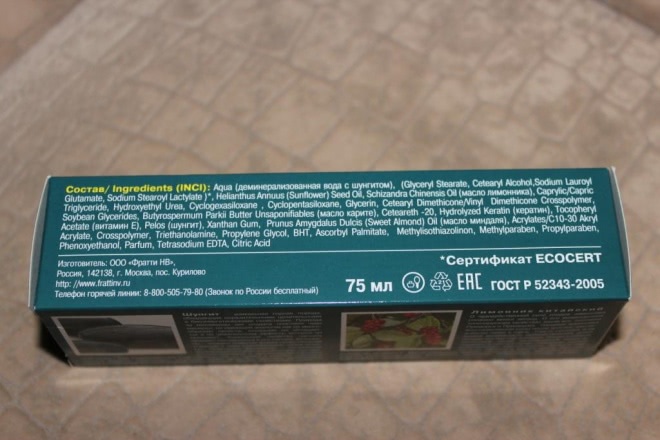 Состав/ Ingredients (INCI): Aqua (деминерализованная вода с шунгитом), (Glyceryl Stearate, Cetearyl Alcohol,Sodium Lauroyl
Glutamate, Sodium Stearoyl Lactylate )*, Helianthus Annuus (Sunflower) Seed Oil, Schizandra Chinensis Oil (масло лимонника), Caprylic/Capric
Triglyceride, Hydroxyethyl Urea, Cyclogexasiloxane , Cyclopentasiloxane, Glycerin, Cetearyl Dimethicone/Vinyl Dimethicone Crosspolymer,
Soybean Glycerides, Butyrospermum Parkii Butter Unsaponifiables (масло карите), Ceteareth -20, Hydrolyzed Keratin (кератин), Tocopheryl
Acetate (витамин Е), Pelos (шунгит), Xanthan Gum, Prunus Amygdalus Dulcis (Sweet Almond) Oil (масло миндаля), Acrylates/C10-30 Akryl
Acrylate, Crosspolymer, Triethanolamine, Propylene Glycol, BHT, Ascorbyl Palmitate, Methylisothiazolinon, Methylparaben, Propylparaben,
Phenoxyethanol, Parfum, Tetrasodium EDTA, Citric Acid
Изготовитель: ООО «Фратти НВ»,
Россия, 142138, г. Москва, пос. Курилово
http://www.frattinv.ru
Телефон горячей линии: 8-800-505-79-80 (Звонок по России бесплатный)
*Сертификат ECOCERT
75 мл
EAC
ГОСТ Р 52343-2005
Шунгит
Лимонник китайский